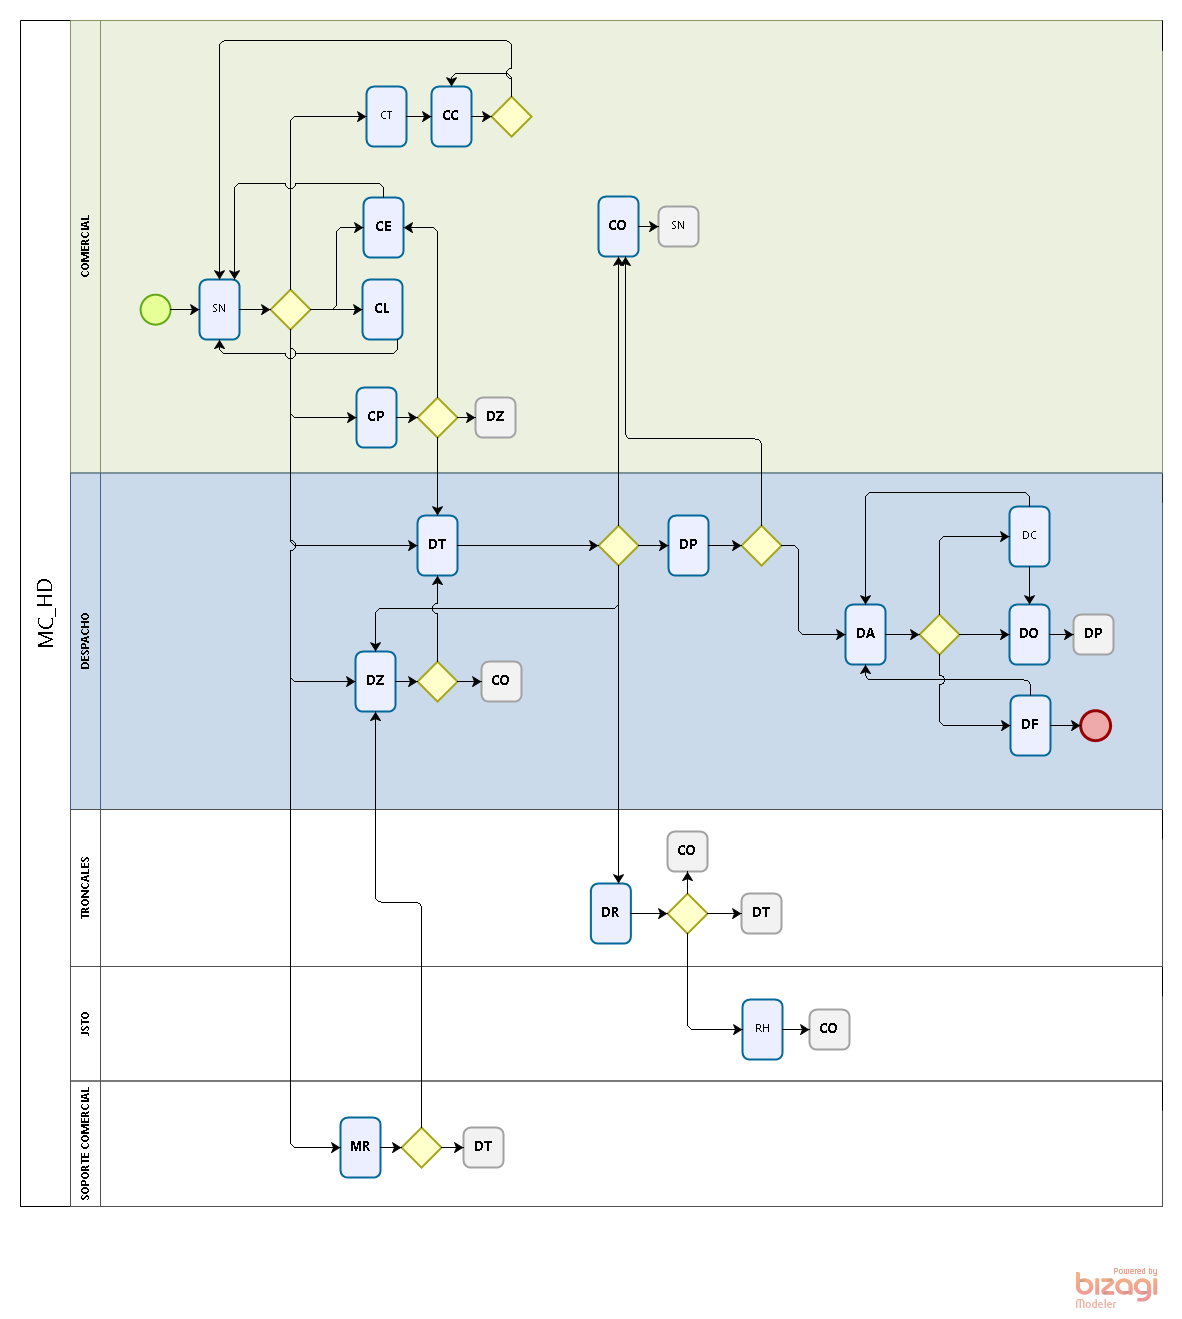 MC_HD
COMERCIAL
CT
CC
CE
CO
SN
SN
CL
CP
DZ
DESPACHO
DT
DP
DC
DA
DO
DP
DZ
CO
DF
TRONCALES
CO
DR
DT
JSTO
RH
CO
SOPORTE COMERCIAL
MR
DT
Powered by
bizagi
Modeler